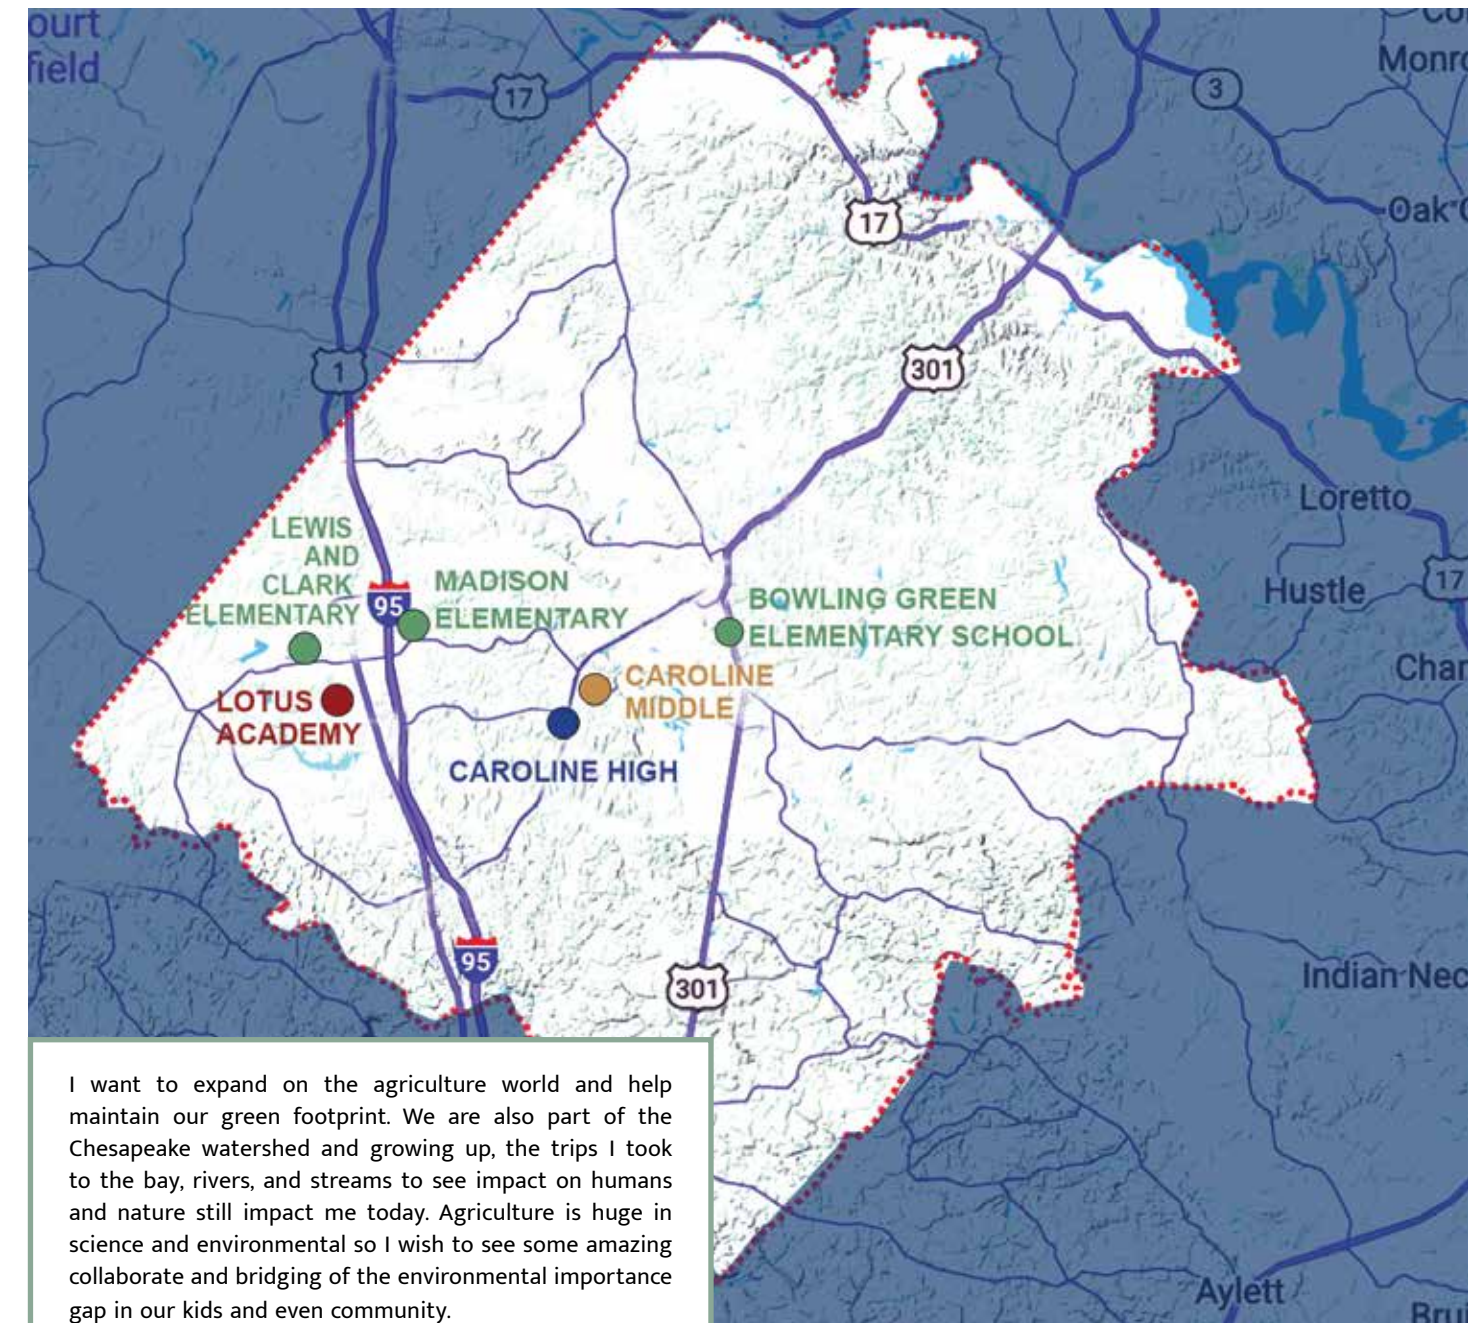 ourt
field
17
3
Monro
Oak
17
1
301
Loretto
17
Hustle
LEWIS
AND
CLARK
ELEMENTARY
95
MADISON
ELEMENTARY
BOWLING GREEN
ELEMENTARY SCHOOL
Char
LOTUS
ACADEMY
CAROLINE
MIDDLE
CAROLINE HIGH
95
301
Indian Nec
Aylett
Brui
I want to expand on the agriculture world and help
maintain our green footprint. We are also part of the
Chesapeake watershed and growing up, the trips I took
to the bay, rivers, and streams to see impact on humans
and nature still impact me today. Agriculture is huge in
science and environmental so I wish to see some amazing
collaborate and bridging of the environmental importance
gap in our kids and even community.